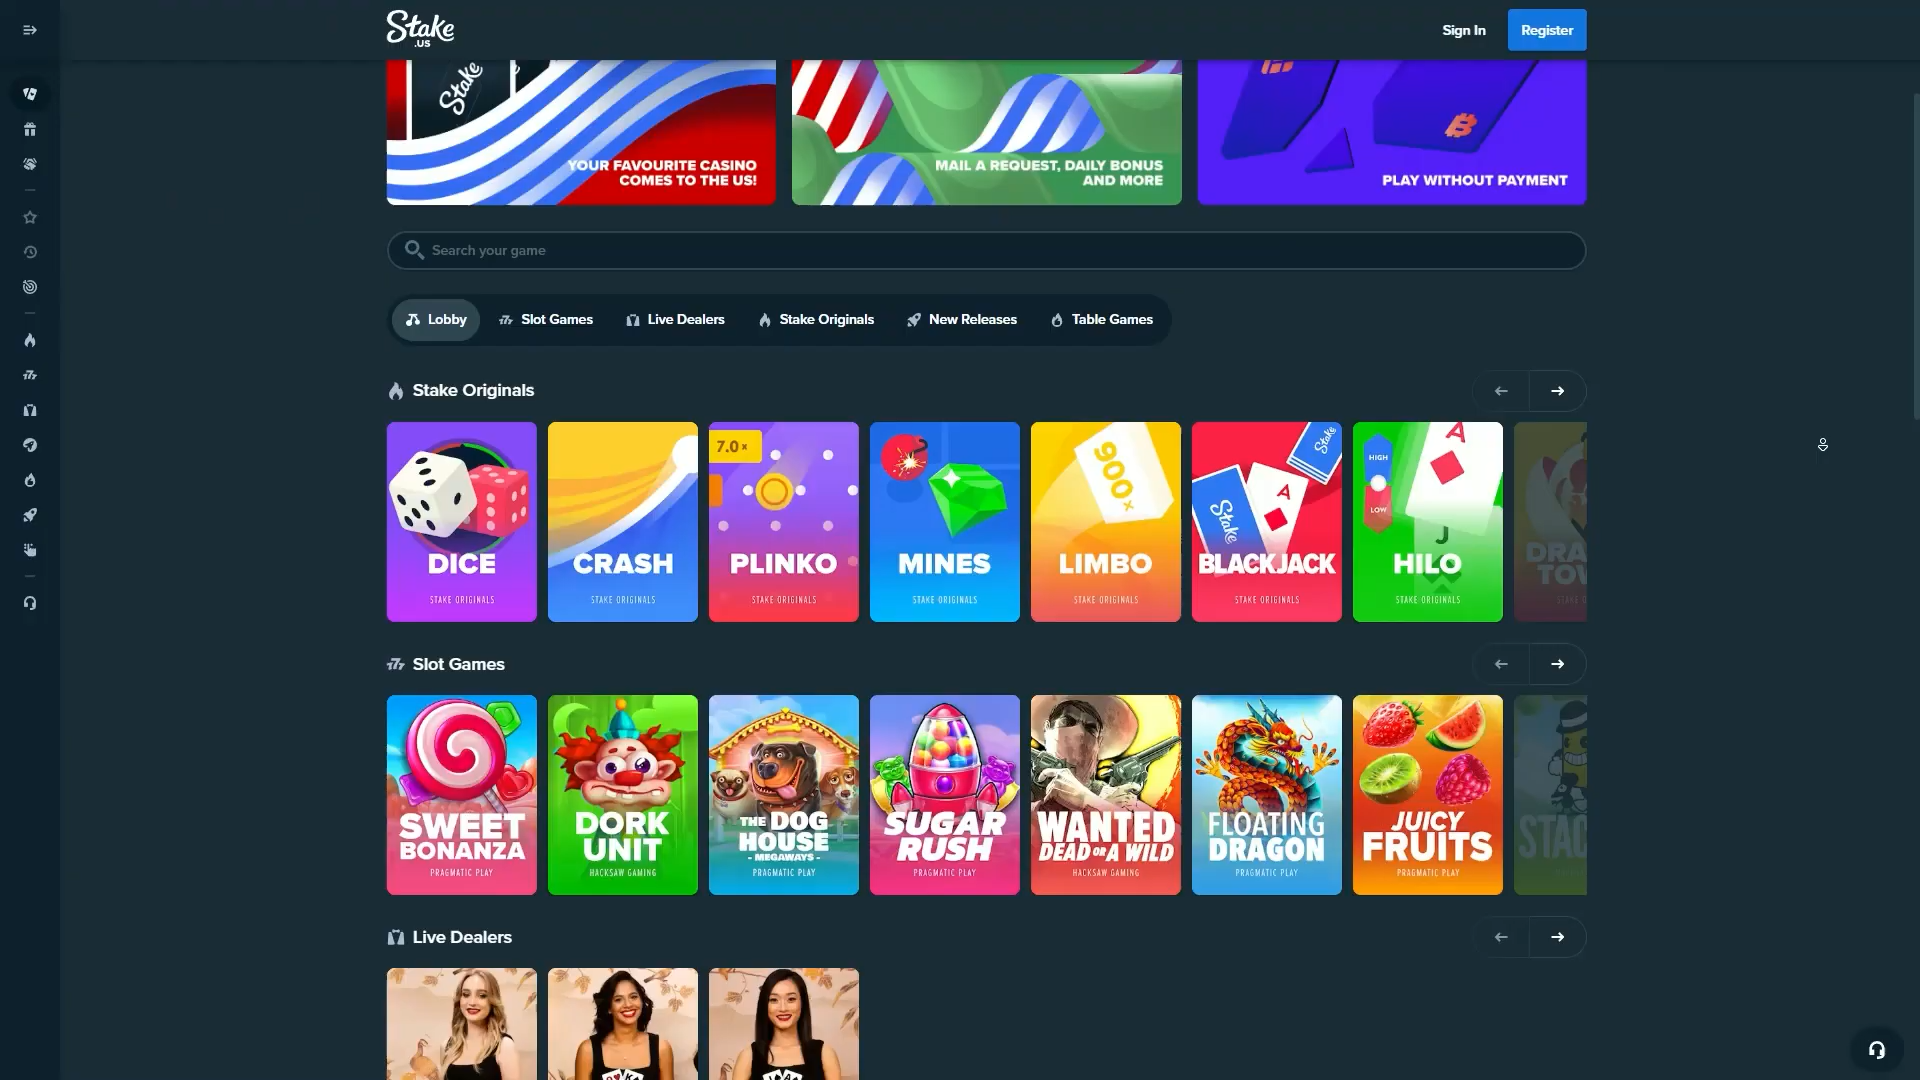 Stake
.US
Sign In
Register
Stake
YOUR FAVOURITE CASINO
COMES TO THE US!
MAIL A REQUEST, DAILY BONUS
AND MORE
PLAY WITHOUT PAYMENT
Search your game
Lobby
Slot Games
Live Dealers
Stake Originals
New Releases
Table Games
Stake Originals
DICE
STAKE ORIGINALS
CRASH
STAKE ORIGINALS
7.0×
PLINKO
STAKE ORIGINALS
MINES
STAKE ORIGINALS
900×
LIMBO
STAKE ORIGINALS
Stake
Stake
A
BLACKJACK
STAKE ORIGINALS
HIGH
LOW
A
J
HILO
STAKE ORIGINALS
Slot Games
SWEET
BONANZA
PRAGMATIC PLAY
DORK
UNIT
HACKSAW GAMING
THE DOG
HOUSE
- MEGAWAYS -
PRAGMATIC PLAY
SUGAR
RUSH
PRAGMATIC PLAY
WANTED
DEAD OR A WILD
HACKSAW GAMING
FLOATING
DRAGON
PRAGMATIC PLAY
JUICY
FRUITS
PRAGMATIC PLAY
STAC
Live Dealers